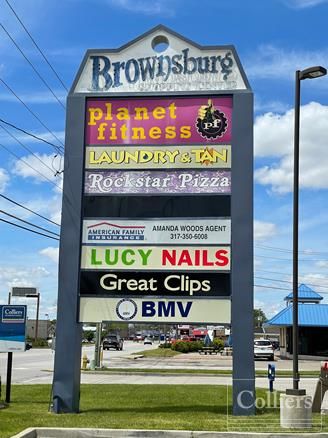 Brownsburg
planet
fitness
pf
LAUNDRY & TAN
Rockstar Pizza
AMERICAN FAMILY
INSURANCE
AMANDA WOODS AGENT
317-350-6008
LUCY NAILS
Great Clips
BMV
Colliers
Colliers